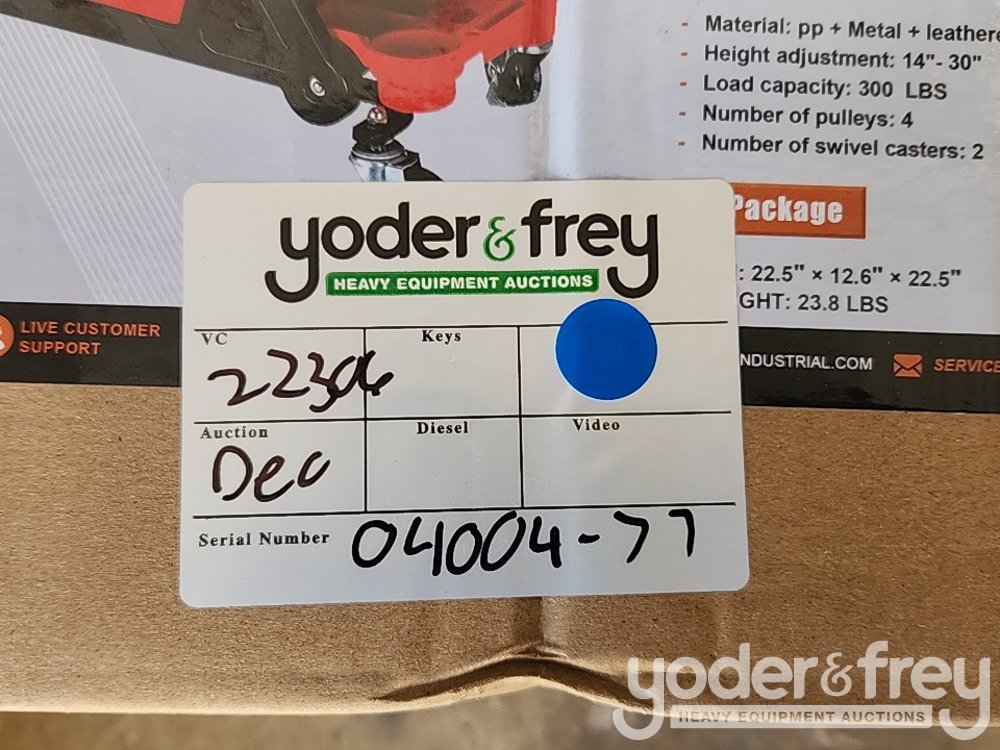 - Material: pp + Metal + leathere
- Height adjustment: 14"- 30"
- Load capacity: 300 LBS
- Number of pulleys: 4
- Number of swivel casters: 2
Package
: 22.5" × 12.6" × 22.5"
GHT: 23.8 LBS
LIVE CUSTOMER
SUPPORT
NDUSTRIAL.COM
SERVICE
yoder & frey
HEAVY EQUIPMENT AUCTIONS
VC Keys
22306
Auction Diesel Video
Dec
Serial Number 04004-77
yoder & frey
HEAVY EQUIPMENT AUCTIONS